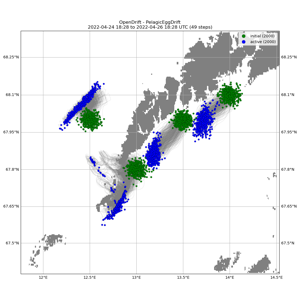 OpenDrift - PelagicEggDrift
2022-04-24 18:28 to 2022-04-26 18:28 UTC (49 steps)
initial (2000)
active (2000)
68.25°N
68.25°N
68.1°N
68.1°N
67.95°N
67.95°N
67.8°N
67.8°N
67.65°N
67.65°N
67.5°N
67.5°N
12°E
12.5°E
13°E
13.5°E
14°E
14.5°E